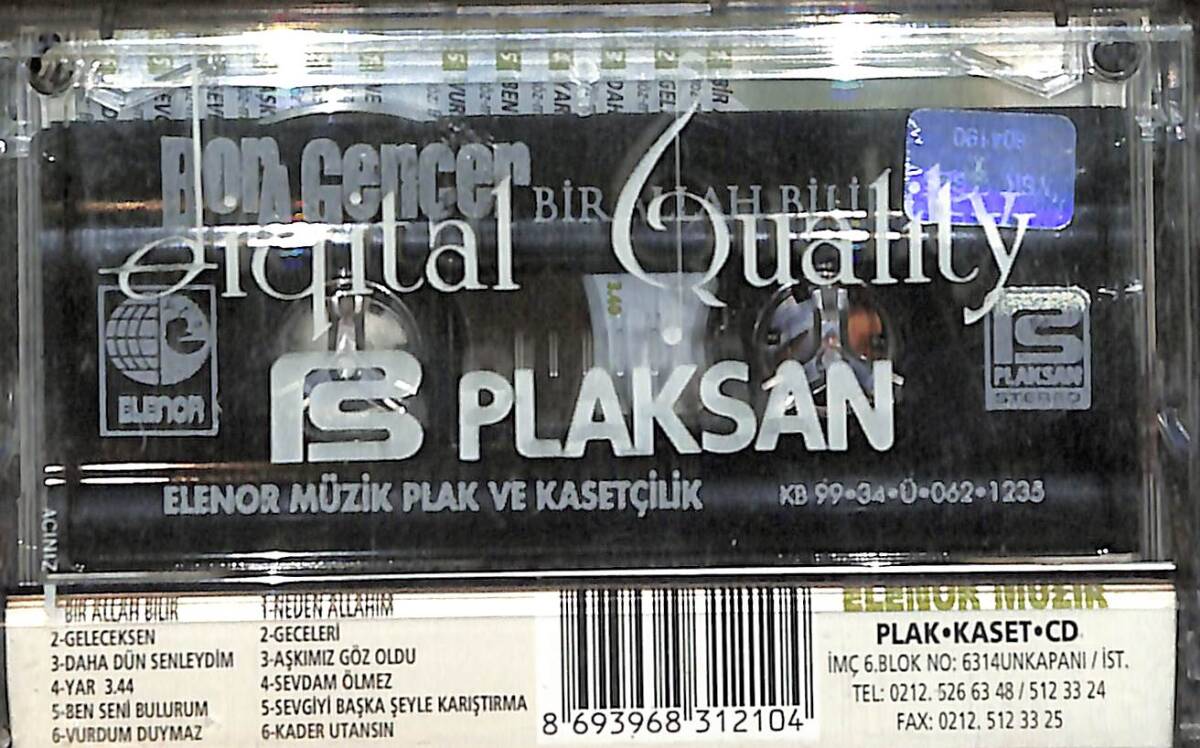 Bora Gencer BİR ALLAH BİLİR
Digital Quality
ELENOR
PLAKSAN
STEREO
PLAKSAN
ELENOR MÜZİK PLAK VE KASETÇİLİK
KB 99•34•Ü•062•1235
AÇINIZ
1-BİR ALLAH BİLİR
2-GELECEKSEN
3-DAHA DÜN SENLEYDİM
4-YAR 3.44
5-BEN SENİ BULURUM
6-VURDUM DUYMAZ
1-NEDEN ALLAHIM
2-GECELERİ
3-AŞKIMIZ GÖZ OLDU
4-SEVDAM ÖLMEZ
5-SEVGİYİ BAŞKA ŞEYLE KARIŞTIRMA
6-KADER UTANSIN
8 693968 312104
ELENOR MÜZİK
PLAK•KASET•CD
İMÇ 6.BLOK NO: 6314UNKAPANI / İST.
TEL: 0212. 526 63 48 / 512 33 24
FAX: 0212. 512 33 25